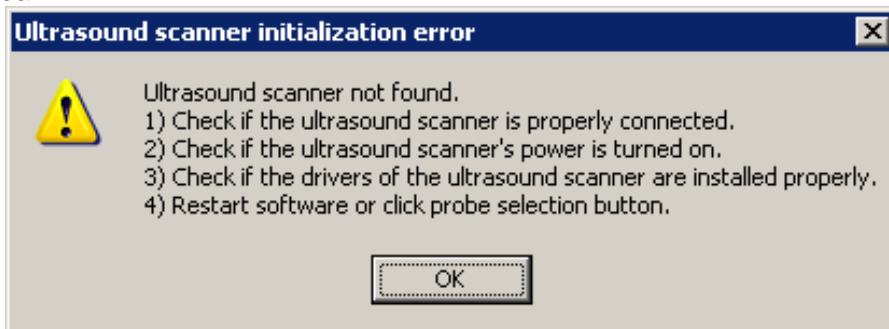 Ultrasound scanner initialization error
Ultrasound scanner not found.
1) Check if the ultrasound scanner is properly connected.
2) Check if the ultrasound scanner's power is turned on.
3) Check if the drivers of the ultrasound scanner are installed properly.
4) Restart software or click probe selection button.
OK